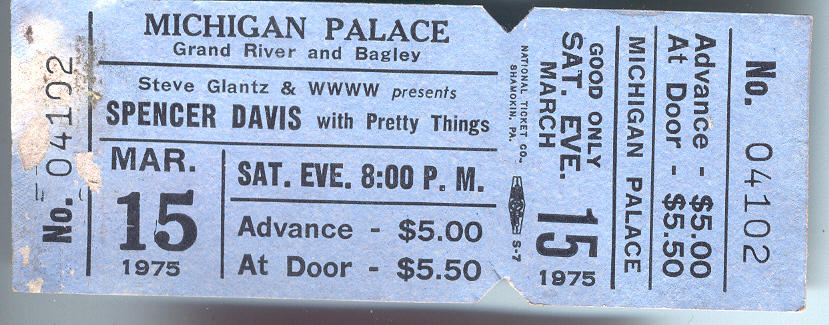 No. 04102
MICHIGAN PALACE
Grand River and Bagley
Steve Glantz & WWWW presents
SPENCER DAVIS with Pretty Things
MAR.
15
1975
SAT. EVE. 8:00 P. M.
Advance - $5.00
At Door - $5.50
NATIONAL TICKET CO.
SHAMOKIN, PA.
S-7
GOOD ONLY
SAT. EVE.
MARCH
15
1975
MICHIGAN PALACE
At Door - $5.50
Advance - $5.00
No. 04102